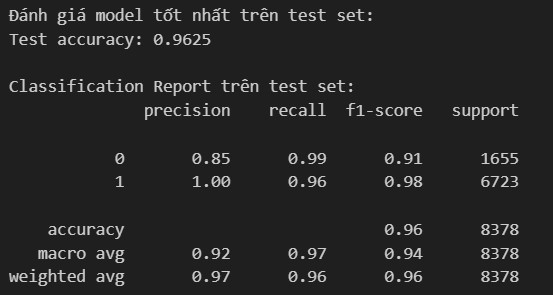 Đánh giá model tốt nhất trên test set:
Test accuracy: 0.9625
Classification Report trên test set:
precision recall f1-score support
0 0.85 0.99 0.91 1655
1 1.00 0.96 0.98 6723
accuracy 0.96 8378
macro avg 0.92 0.97 0.94 8378
weighted avg 0.97 0.96 0.96 8378